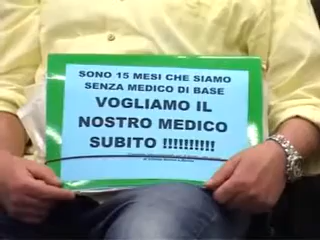 SONO 15 MESI CHE SIAMO
SENZA MEDICO DI BASE
VOGLIAMO IL
NOSTRO MEDICO
SUBITO !!!!!!!!!!